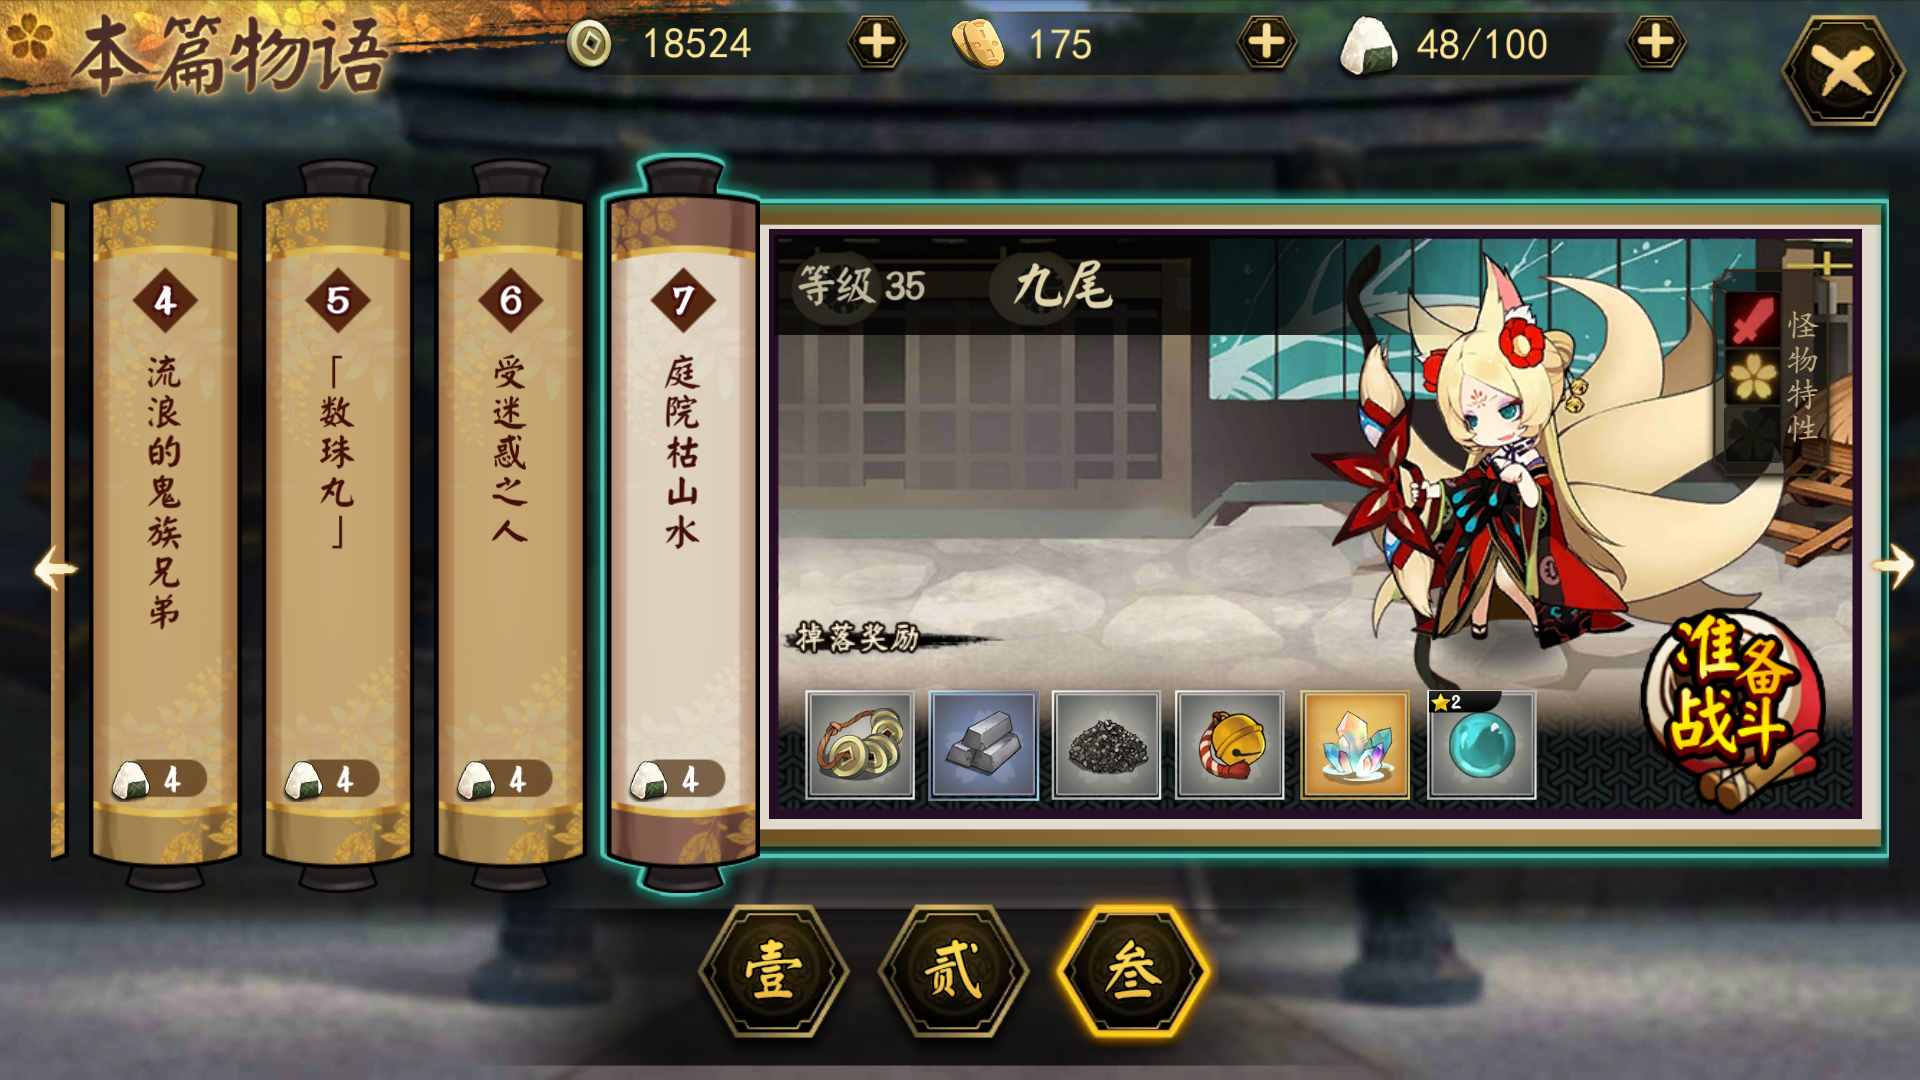 本篇物语
18524
175
48/100
4
流浪的鬼族兄弟
4
5
「数珠丸」
4
6
受迷惑之人
4
7
庭院枯山水
4
等级 35
九尾
怪物特性
掉落奖励
2
准备战斗
壹
贰
叁